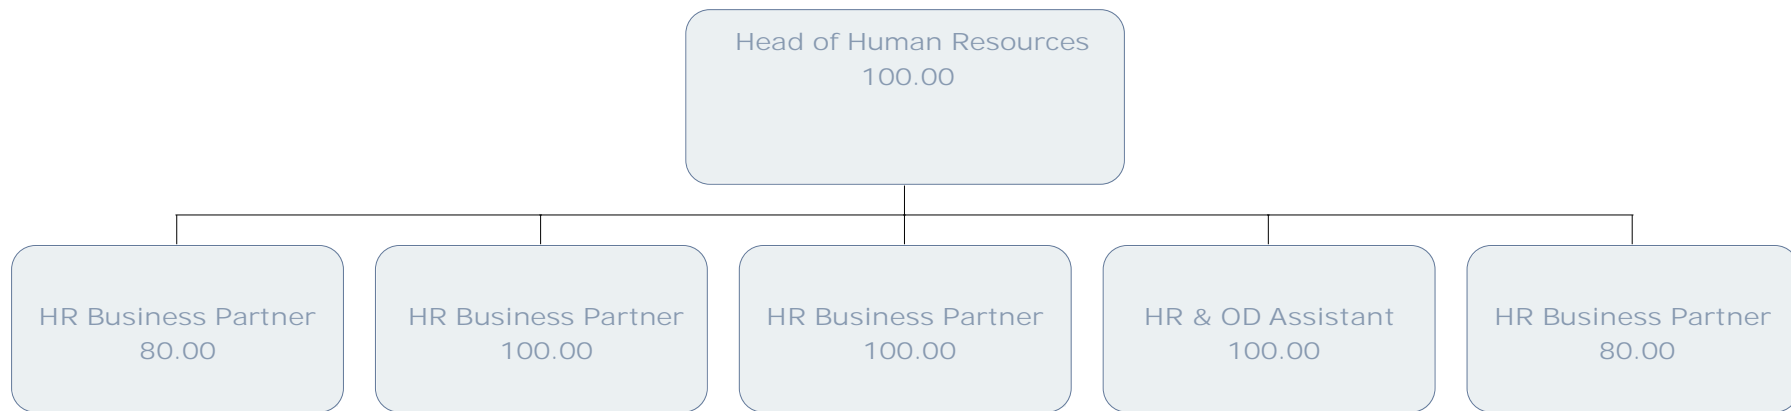 Head of Human Resources
100.00
HR Business Partner
80.00
HR Business Partner
100.00
HR Business Partner
100.00
HR & OD Assistant
100.00
HR Business Partner
80.00